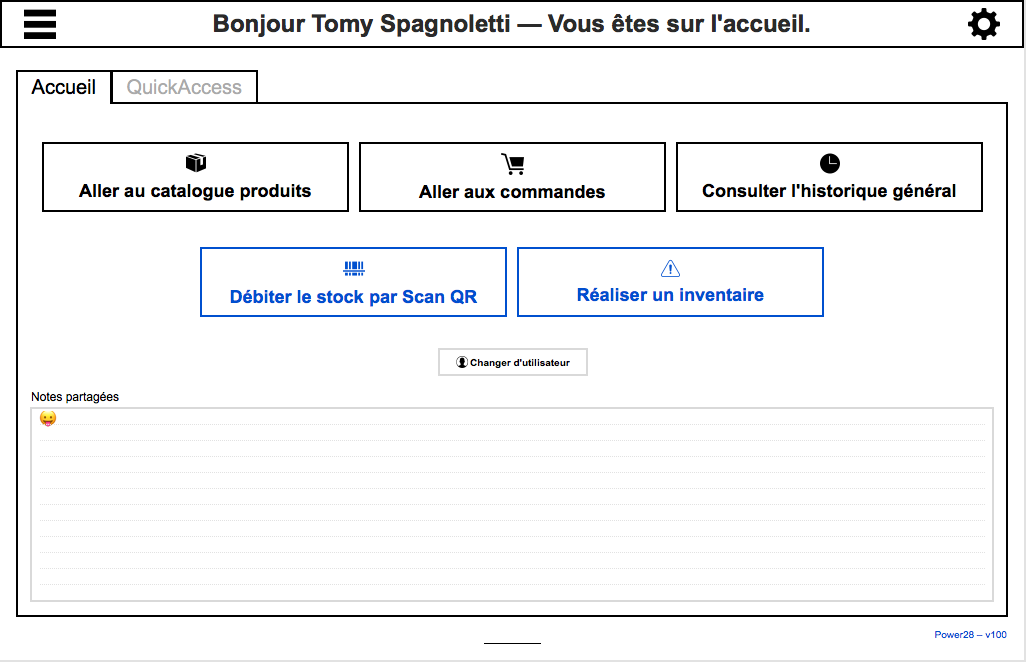 Bonjour Tomy Spagnoletti — Vous êtes sur l'accueil.
Accueil
QuickAccess
Aller au catalogue produits
Aller aux commandes
Consulter l'historique général
Débiter le stock par Scan QR
Réaliser un inventaire
Changer d'utilisateur
Notes partagées
😛
Power28 – v100